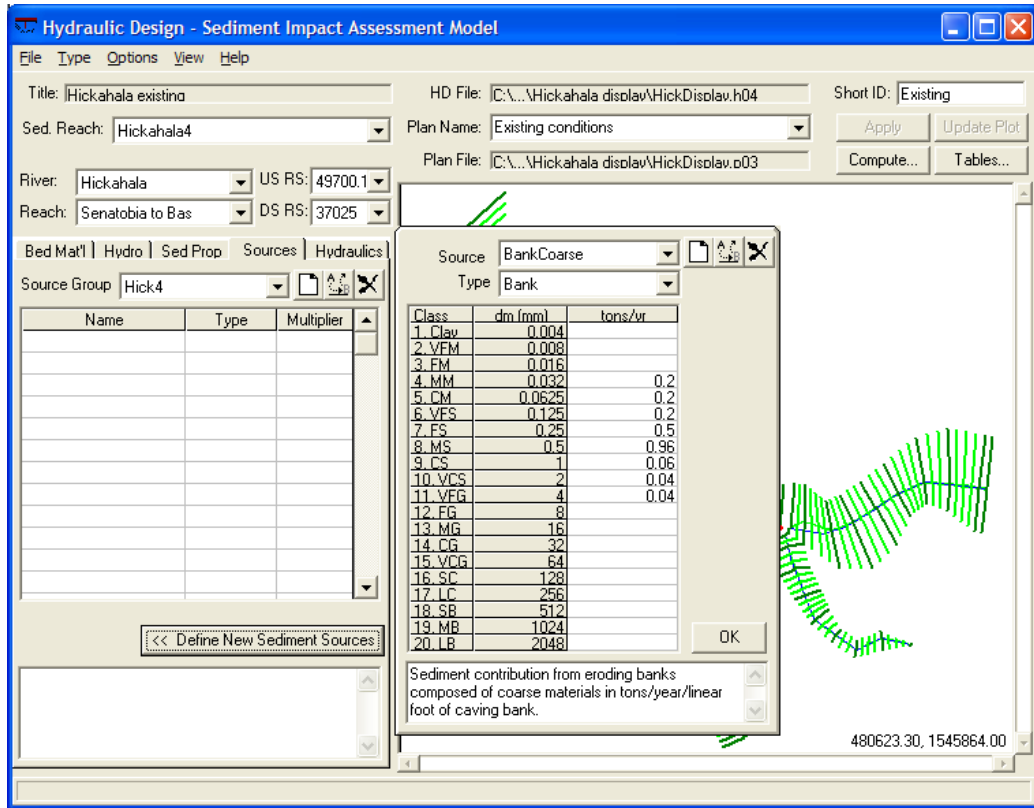 Hydraulic Design - Sediment Impact Assessment Model
File Type Options View Help
Title: Hickahala existing
HD File: C:\...\Hickahala display\HickDisplay.h04
Short ID: Existing
Sed. Reach: Hickahala4
Plan Name: Existing conditions
Apply Update Plot
Plan File: C:\...\Hickahala display\HickDisplay.p03
Compute... Tables...
River: Hickahala US RS: 49700.1
Reach: Senatobia to Bas DS RS: 37025
Bed Mat'l Hydro Sed Prop Sources Hydraulics
Source Group Hick4
Name Type Multiplier
<< Define New Sediment Sources
Source BankCoarse
Type Bank
Class dm (mm) tons/yr
1. Clay 0.004
2. VFM 0.008
3. FM 0.016
4. MM 0.032 0.2
5. CM 0.0625 0.2
6. VFS 0.125 0.2
7. FS 0.25 0.5
8. MS 0.5 0.96
9. CS 1 0.06
10. VCS 2 0.04
11. VFG 4 0.04
12. FG 8
13. MG 16
14. CG 32
15. VCG 64
16. SC 128
17. LC 256
18. SB 512
19. MB 1024
20. LB 2048
OK
Sediment contribution from eroding banks
composed of coarse materials in tons/year/linear
foot of caving bank.
480623.30, 1545864.00